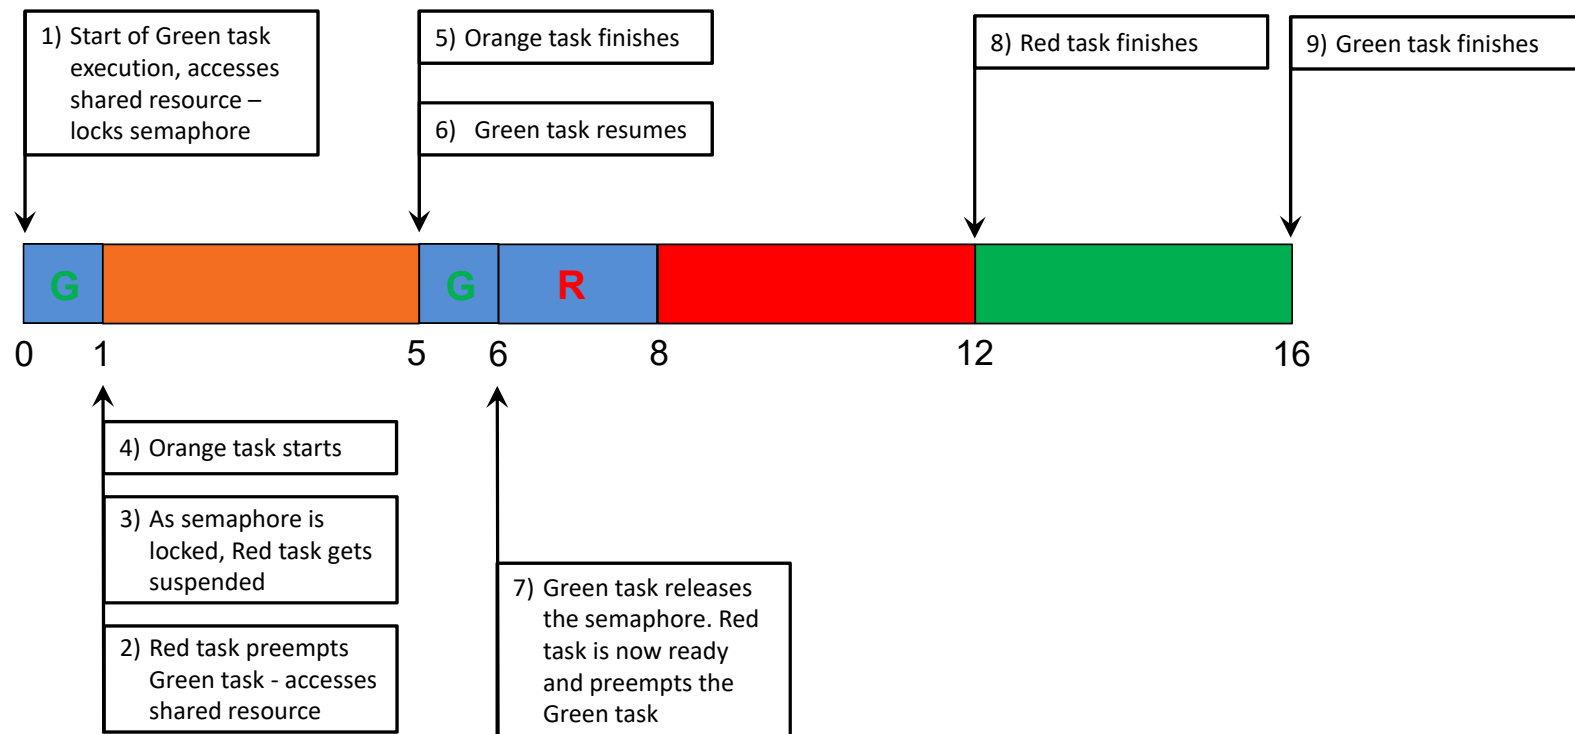 1) Start of Green task
execution, accesses
shared resource –
locks semaphore
5) Orange task finishes
6) Green task resumes
8) Red task finishes
9) Green task finishes
G
G
R
0
1
5
6
8
12
16
4) Orange task starts
3) As semaphore is
locked, Red task gets
suspended
2) Red task preempts
Green task - accesses
shared resource
7) Green task releases
the semaphore. Red
task is now ready
and preempts the
Green task